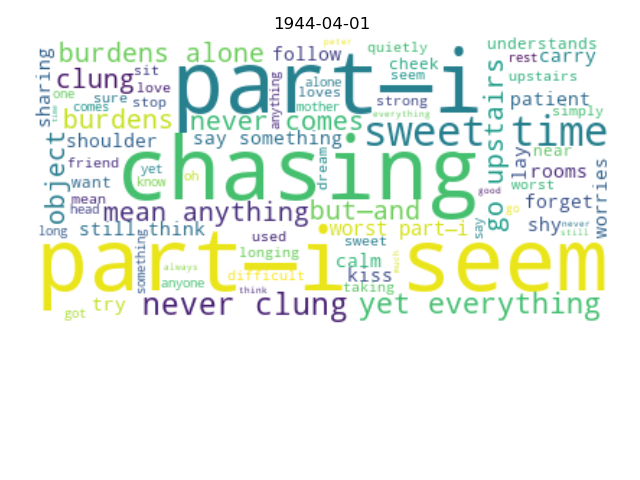 1944-04-01
burdens alone
follow
peter
quietly
understands
sharing
clung
sit
part—i
cheek
rest
carry
love
seem
upstairs
one
sure
stop
anything
alone
loves
strong
patient
time
comes
mother
everything
simply
burdens
never comes
sweet time
go upstairs
object
shoulder
say something
near
friend
yet
know
oh
chasing
dream
lay
rooms
want
good
worst
worries
mean
head
mean anything
but—and
go
forget
long
still
think
worst part—i
say
shy
never
still
something
used
sweet
part—i seem
longing
calm
much
always
anyone
difficult
kiss
think
taking
got
try
never clung
yet everything